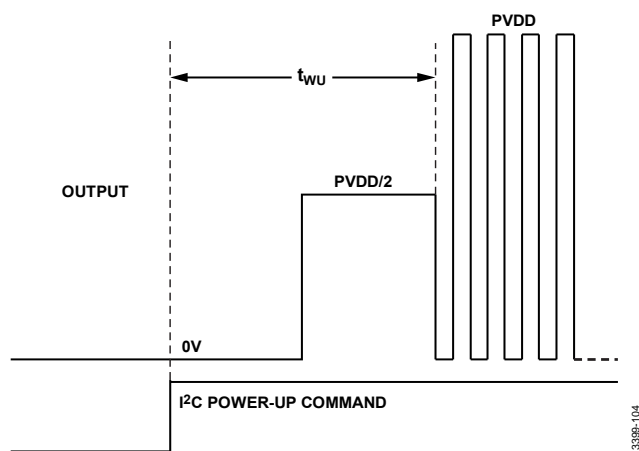 PVDD
tWU
OUTPUT
PVDD/2
0V
I²C POWER-UP COMMAND
3399-104